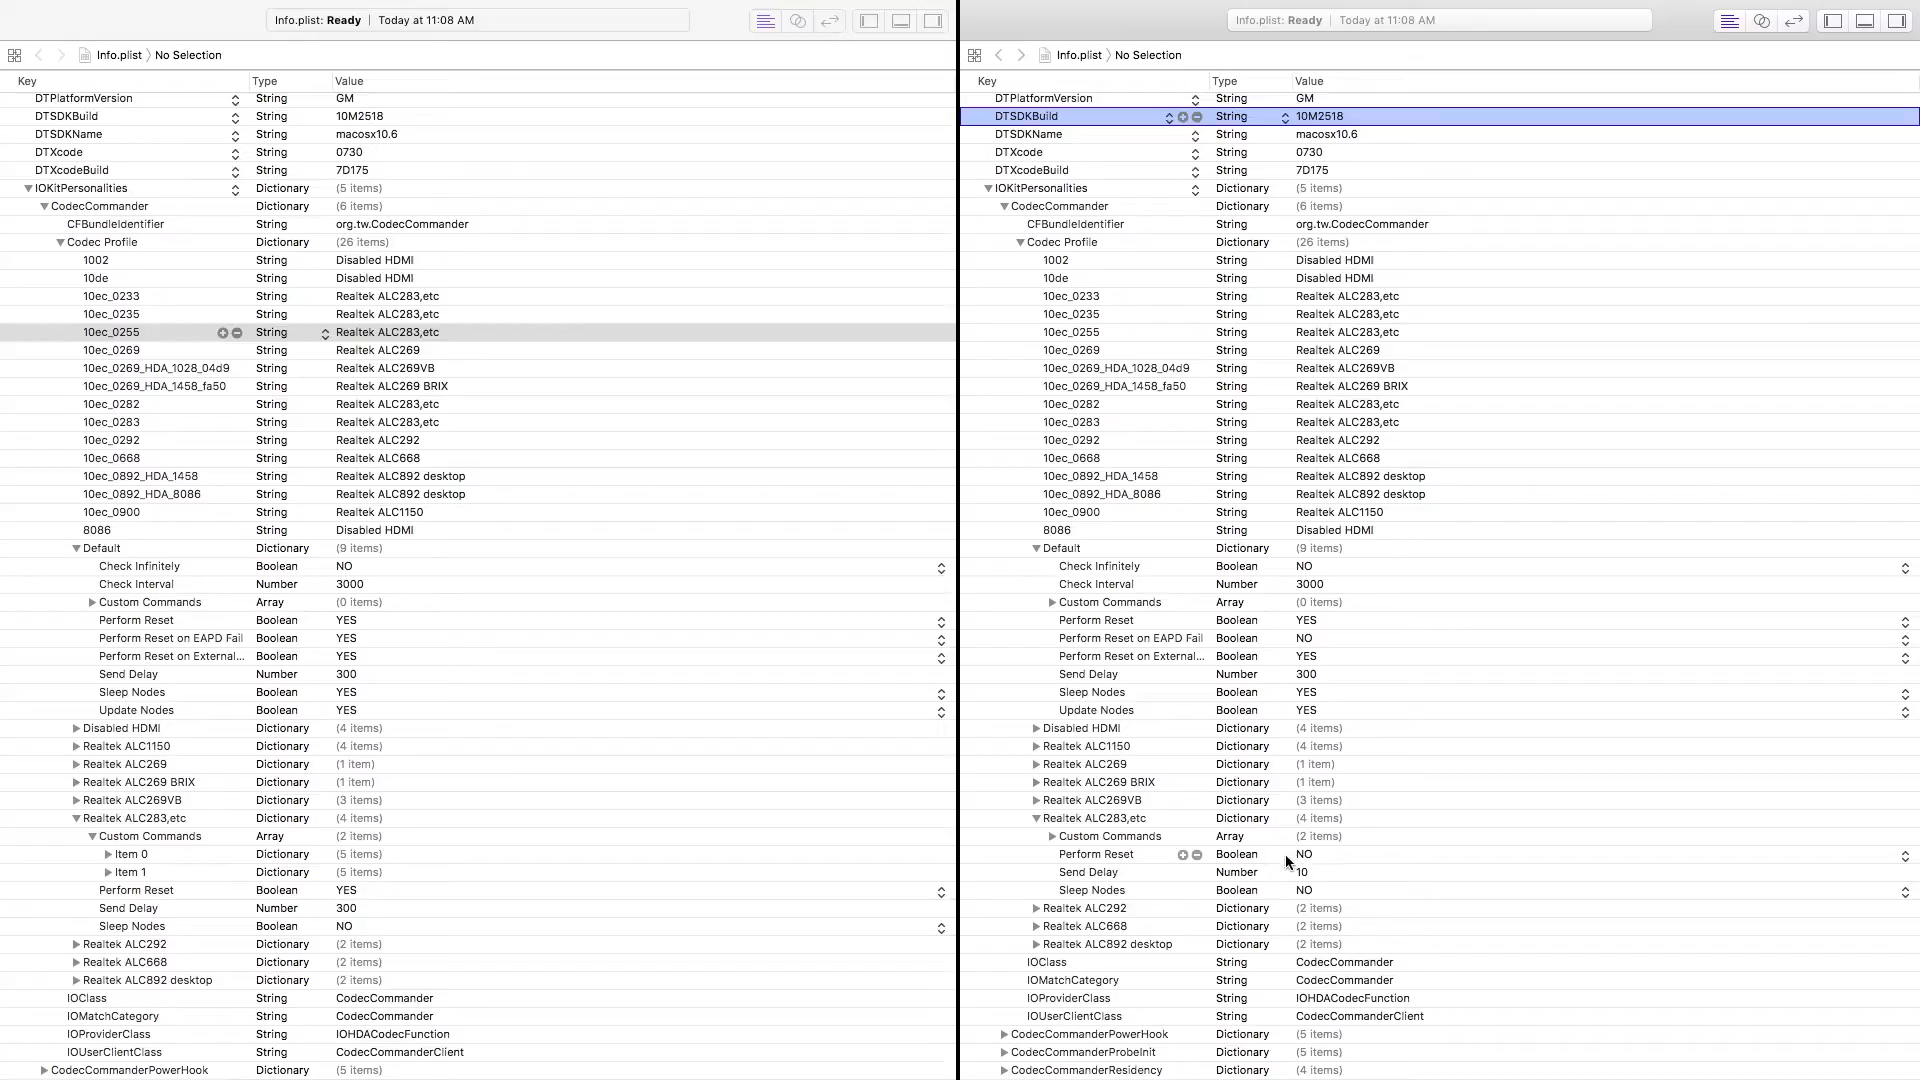 Info.plist: Ready | Today at 11:08 AM
Info.plist 〉 No Selection
Key Type Value
DTPlatformVersion String GM
DTSDKBuild String 10M2518
DTSDKName String macosx10.6
DTXcode String 0730
DTXcodeBuild String 7D175
IOKitPersonalities Dictionary (5 items)
CodecCommander Dictionary (6 items)
CFBundleIdentifier String org.tw.CodecCommander
Codec Profile Dictionary (26 items)
1002 String Disabled HDMI
10de String Disabled HDMI
10ec_0233 String Realtek ALC283,etc
10ec_0235 String Realtek ALC283,etc
10ec_0255 String Realtek ALC283,etc
10ec_0269 String Realtek ALC269
10ec_0269_HDA_1028_04d9 String Realtek ALC269VB
10ec_0269_HDA_1458_fa50 String Realtek ALC269 BRIX
10ec_0282 String Realtek ALC283,etc
10ec_0283 String Realtek ALC283,etc
10ec_0292 String Realtek ALC292
10ec_0668 String Realtek ALC668
10ec_0892_HDA_1458 String Realtek ALC892 desktop
10ec_0892_HDA_8086 String Realtek ALC892 desktop
10ec_0900 String Realtek ALC1150
8086 String Disabled HDMI
Default Dictionary (9 items)
Check Infinitely Boolean NO
Check Interval Number 3000
Custom Commands Array (0 items)
Perform Reset Boolean YES
Perform Reset on EAPD Fail Boolean YES
Perform Reset on External... Boolean YES
Send Delay Number 300
Sleep Nodes Boolean YES
Update Nodes Boolean YES
Disabled HDMI Dictionary (4 items)
Realtek ALC1150 Dictionary (4 items)
Realtek ALC269 Dictionary (1 item)
Realtek ALC269 BRIX Dictionary (1 item)
Realtek ALC269VB Dictionary (3 items)
Realtek ALC283,etc Dictionary (4 items)
Custom Commands Array (2 items)
Item 0 Dictionary (5 items)
Item 1 Dictionary (5 items)
Perform Reset Boolean YES
Send Delay Number 300
Sleep Nodes Boolean NO
Realtek ALC292 Dictionary (2 items)
Realtek ALC668 Dictionary (2 items)
Realtek ALC892 desktop Dictionary (2 items)
IOClass String CodecCommander
IOMatchCategory String CodecCommander
IOProviderClass String IOHDACodecFunction
IOUserClientClass String CodecCommanderClient
CodecCommanderPowerHook Dictionary (5 items)
Info.plist: Ready | Today at 11:08 AM
Info.plist 〉 No Selection
Key Type Value
DTPlatformVersion String GM
DTSDKBuild String 10M2518
DTSDKName String macosx10.6
DTXcode String 0730
DTXcodeBuild String 7D175
IOKitPersonalities Dictionary (5 items)
CodecCommander Dictionary (6 items)
CFBundleIdentifier String org.tw.CodecCommander
Codec Profile Dictionary (26 items)
1002 String Disabled HDMI
10de String Disabled HDMI
10ec_0233 String Realtek ALC283,etc
10ec_0235 String Realtek ALC283,etc
10ec_0255 String Realtek ALC283,etc
10ec_0269 String Realtek ALC269
10ec_0269_HDA_1028_04d9 String Realtek ALC269VB
10ec_0269_HDA_1458_fa50 String Realtek ALC269 BRIX
10ec_0282 String Realtek ALC283,etc
10ec_0283 String Realtek ALC283,etc
10ec_0292 String Realtek ALC292
10ec_0668 String Realtek ALC668
10ec_0892_HDA_1458 String Realtek ALC892 desktop
10ec_0892_HDA_8086 String Realtek ALC892 desktop
10ec_0900 String Realtek ALC1150
8086 String Disabled HDMI
Default Dictionary (9 items)
Check Infinitely Boolean NO
Check Interval Number 3000
Custom Commands Array (0 items)
Perform Reset Boolean YES
Perform Reset on EAPD Fail Boolean NO
Perform Reset on External... Boolean YES
Send Delay Number 300
Sleep Nodes Boolean YES
Update Nodes Boolean YES
Disabled HDMI Dictionary (4 items)
Realtek ALC1150 Dictionary (4 items)
Realtek ALC269 Dictionary (1 item)
Realtek ALC269 BRIX Dictionary (1 item)
Realtek ALC269VB Dictionary (3 items)
Realtek ALC283,etc Dictionary (4 items)
Custom Commands Array (2 items)
Perform Reset Boolean NO
Send Delay Number 10
Sleep Nodes Boolean NO
Realtek ALC292 Dictionary (2 items)
Realtek ALC668 Dictionary (2 items)
Realtek ALC892 desktop Dictionary (2 items)
IOClass String CodecCommander
IOMatchCategory String CodecCommander
IOProviderClass String IOHDACodecFunction
IOUserClientClass String CodecCommanderClient
CodecCommanderPowerHook Dictionary (5 items)
CodecCommanderProbeInit Dictionary (5 items)
CodecCommanderResidency Dictionary (4 items)